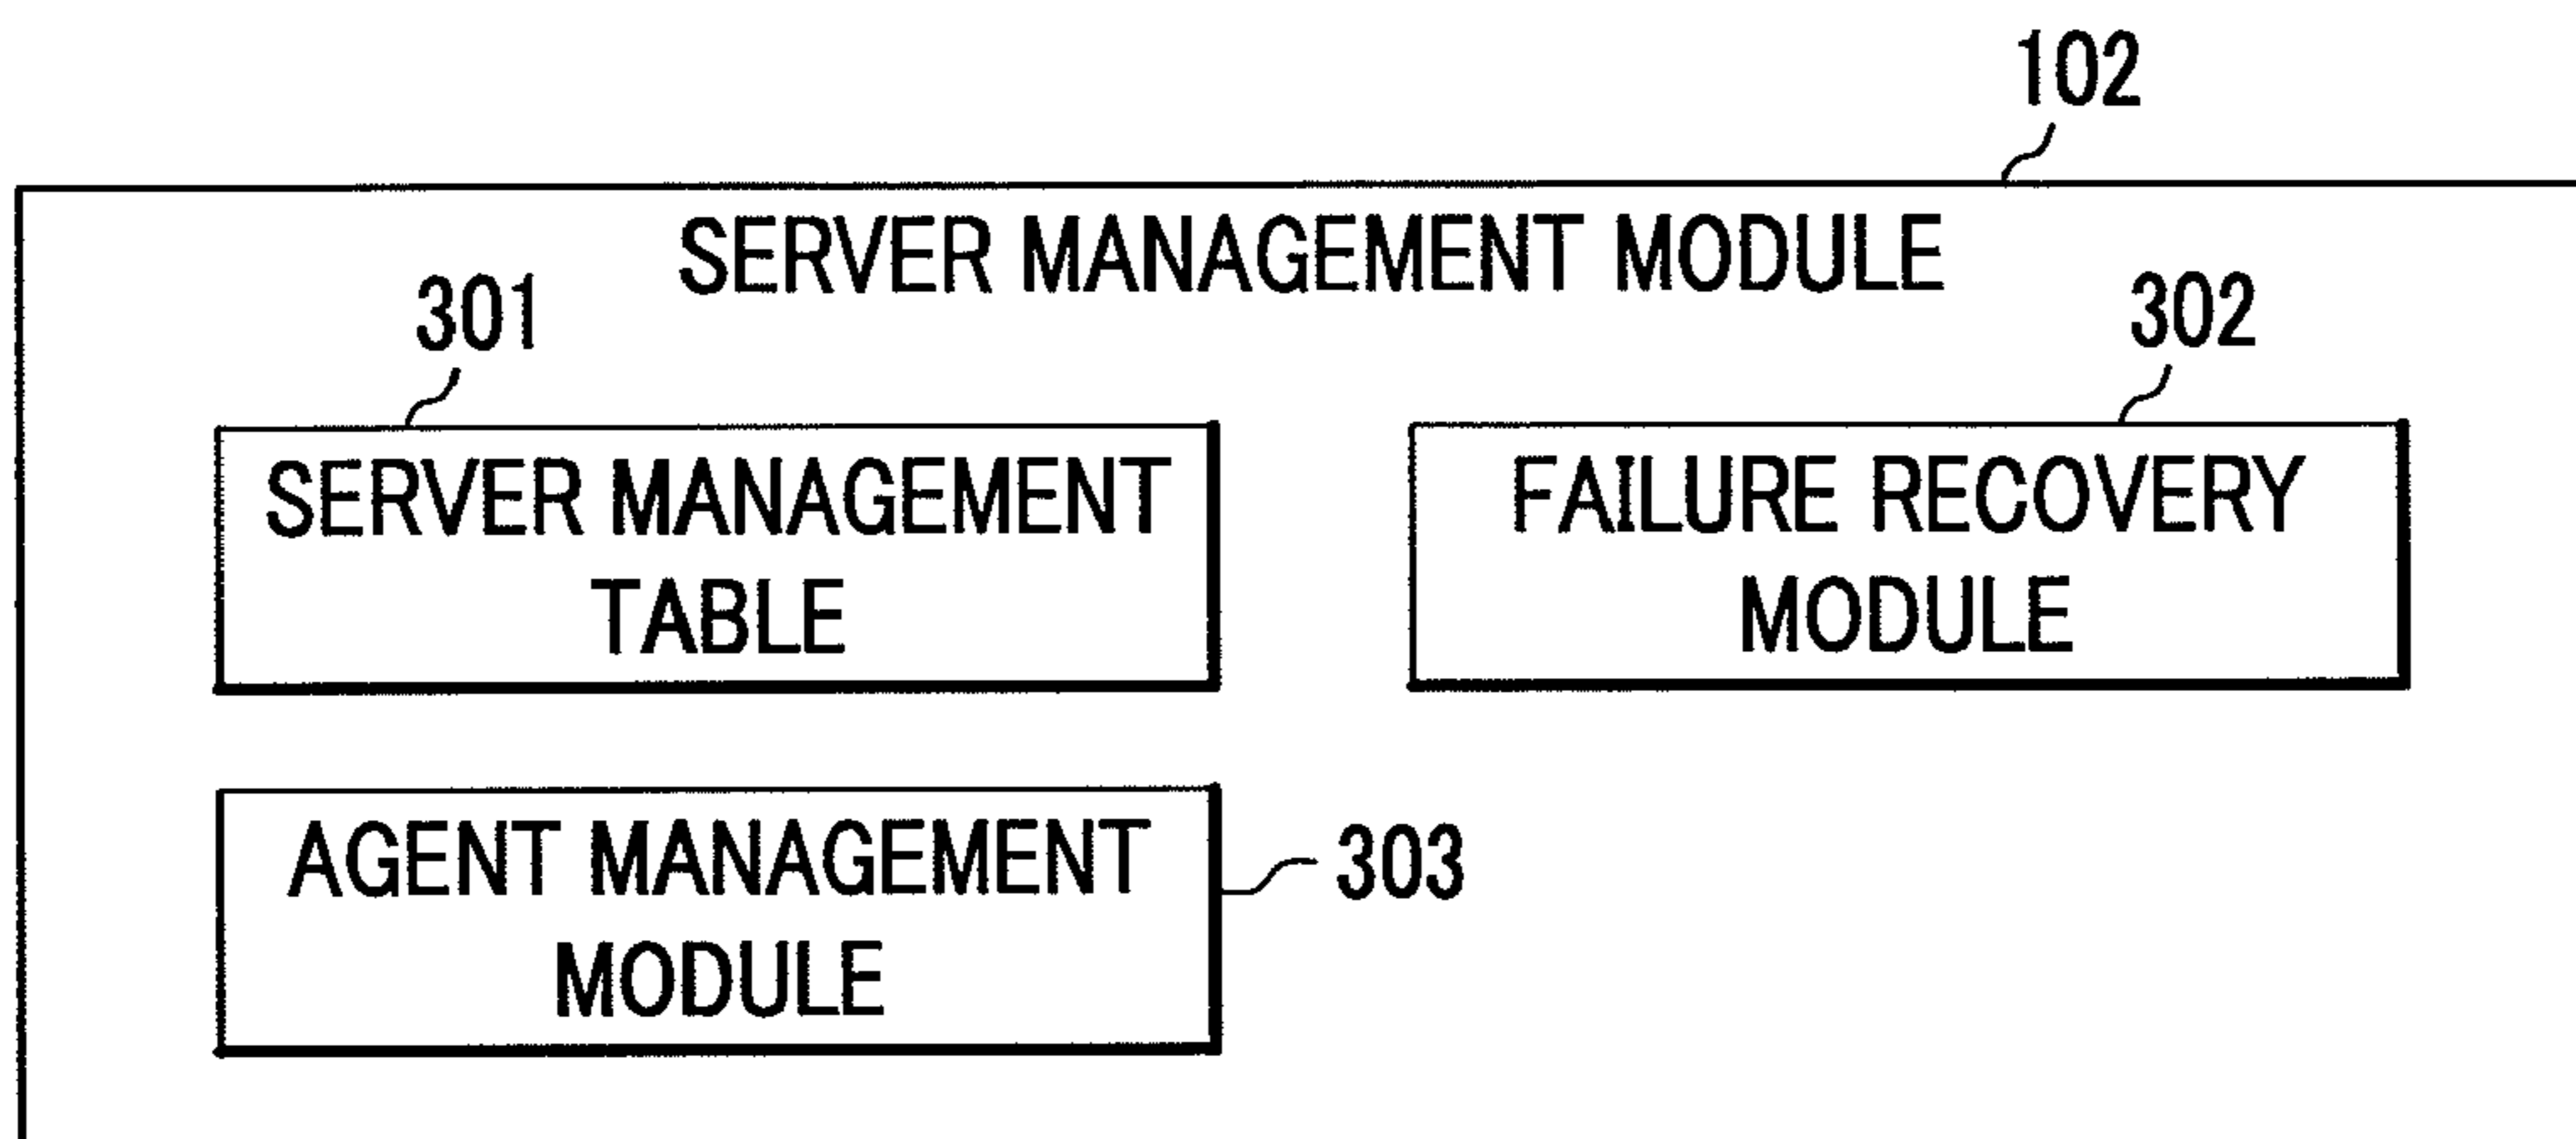 102
SERVER MANAGEMENT MODULE
301
302
SERVER MANAGEMENT
TABLE
FAILURE RECOVERY
MODULE
AGENT MANAGEMENT
MODULE
303